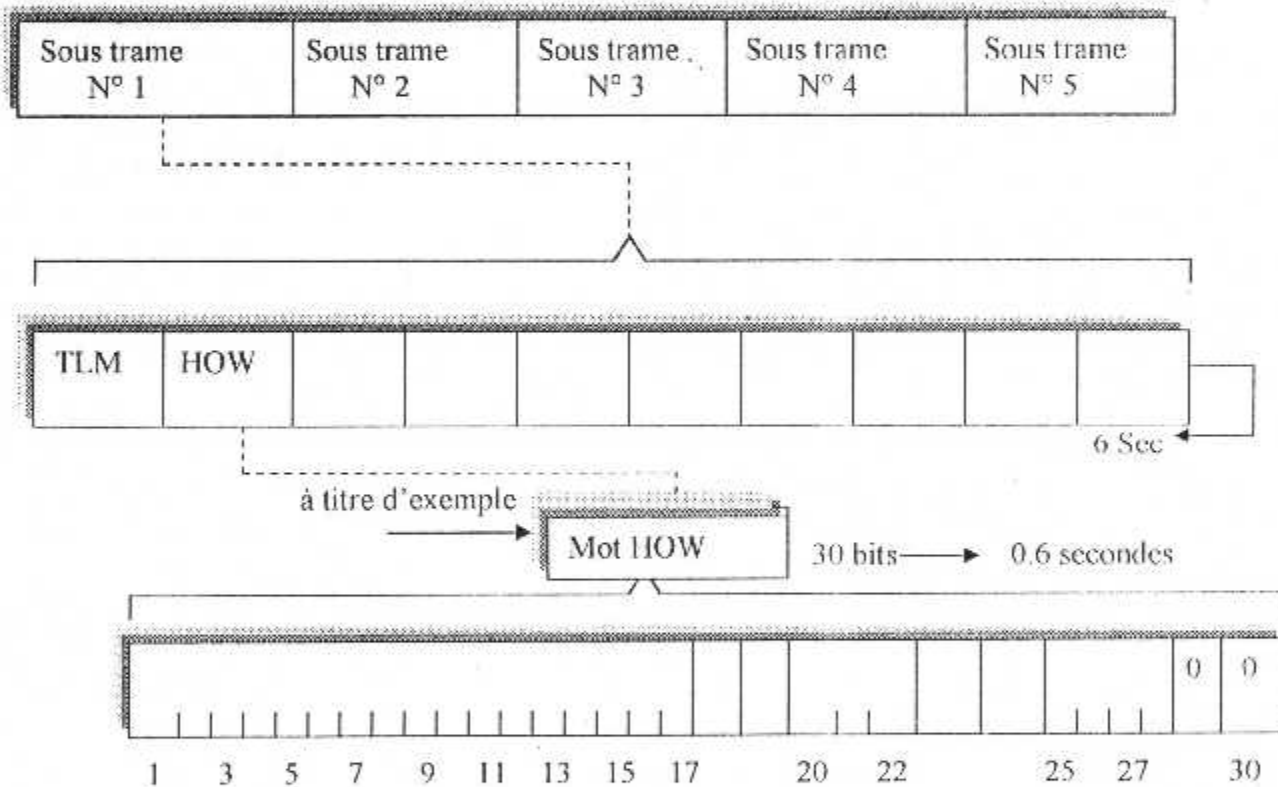 Sous trame
N° 1
Sous trame
N° 2
Sous trame
N° 3
Sous trame
N° 4
Sous trame
N° 5
TLM
HOW
6 Sec
à titre d'exemple
Mot HOW
30 bits
0.6 secondes
0 0
1 3 5 7 9 11 13 15 17 20 22 25 27 30